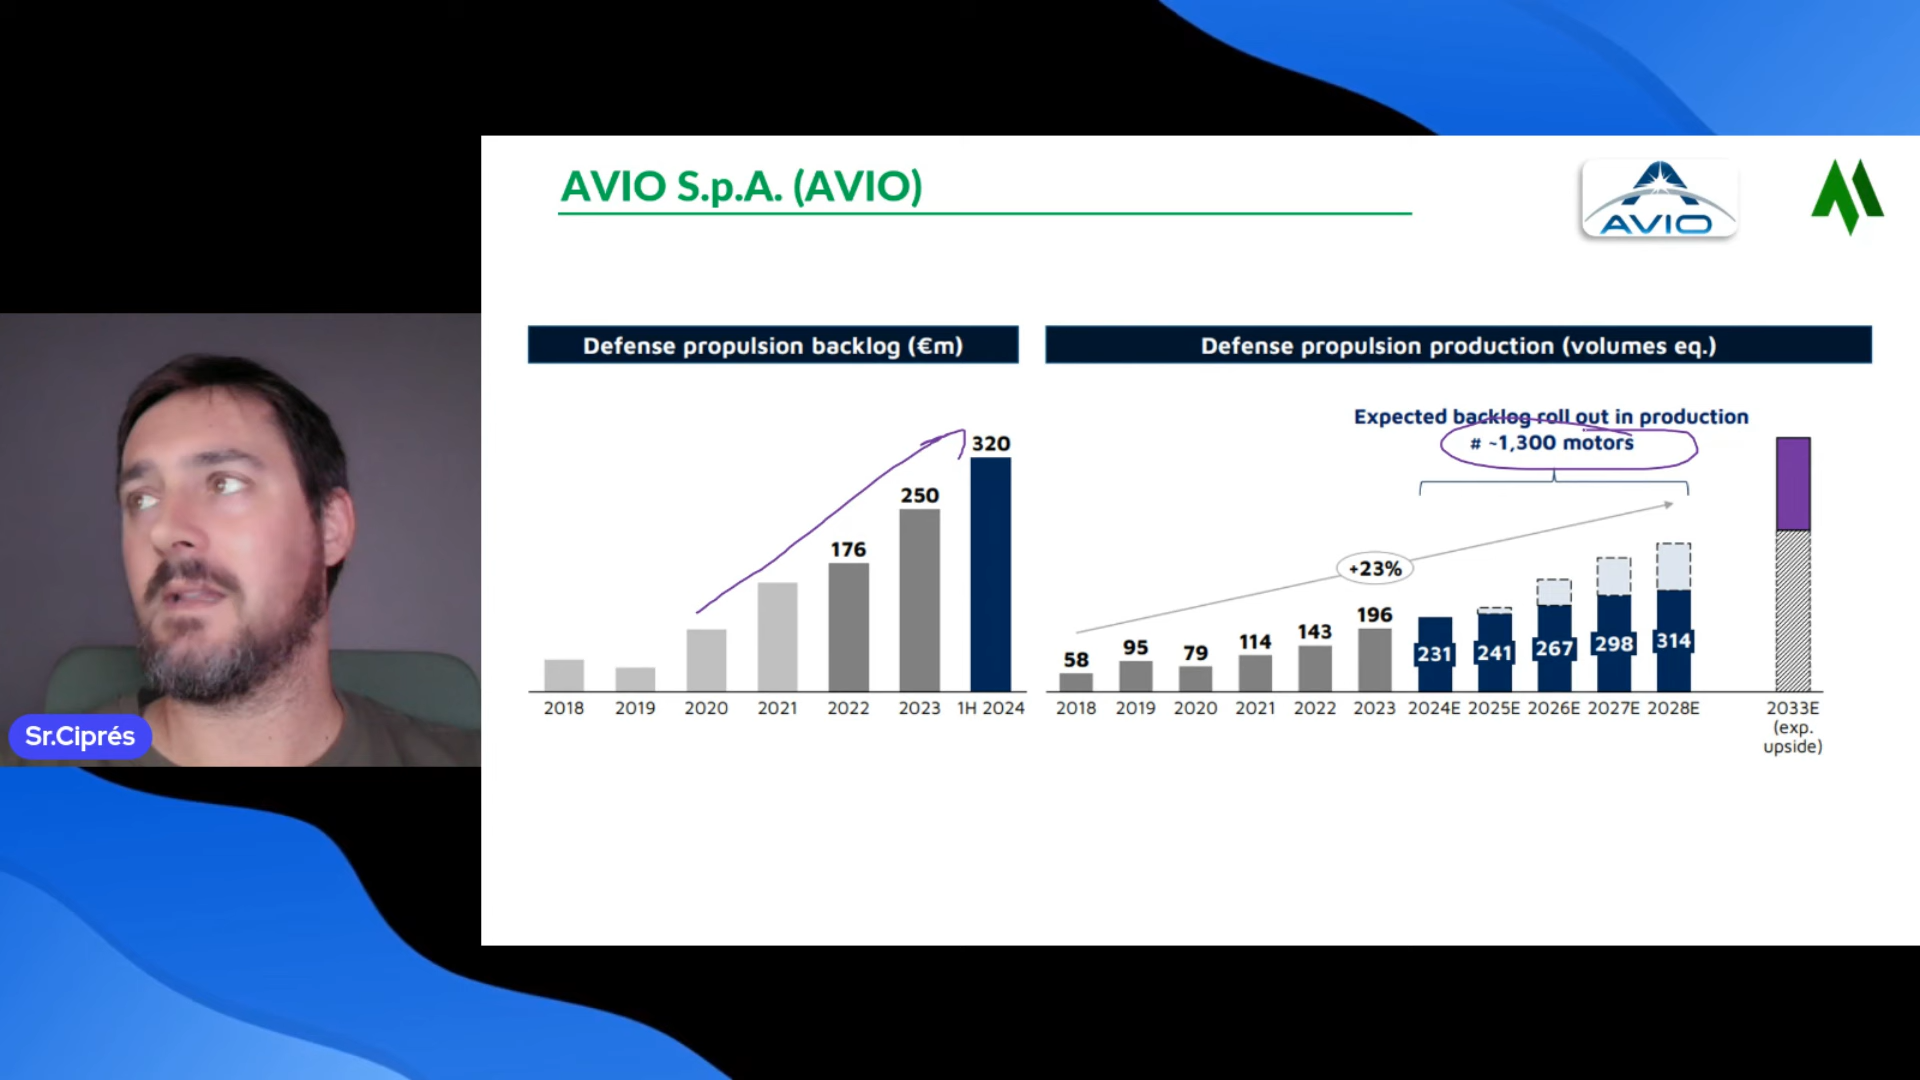 AVIO S.p.A. (AVIO)
AVIO
Defense propulsion backlog (€m)
Defense propulsion production (volumes eq.)
Expected backlog roll out in production
# ~1,300 motors
320
250
176
2018 2019 2020 2021 2022 2023 1H 2024
+23%
58 95 79 114 143 196 231 241 267 298 314
2018 2019 2020 2021 2022 2023 2024E 2025E 2026E 2027E 2028E 2033E
(exp.
upside)
Sr.Ciprés